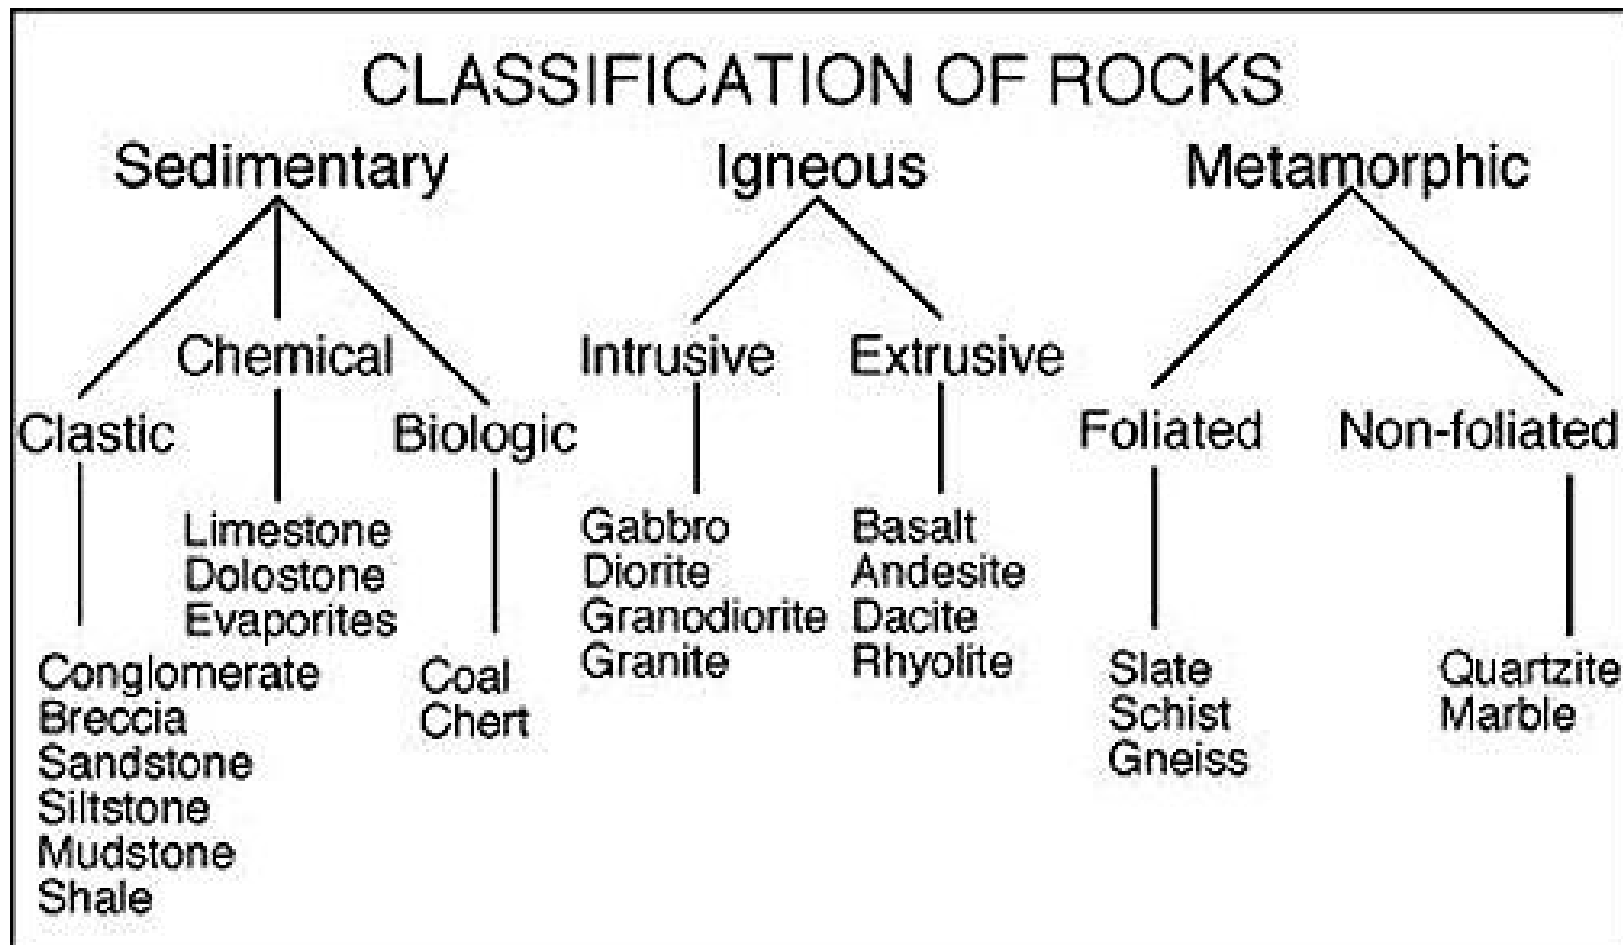 CLASSIFICATION OF ROCKS
Sedimentary
Igneous
Metamorphic
Clastic
Chemical
Biologic
Intrusive
Extrusive
Foliated
Non-foliated
Conglomerate
Breccia
Sandstone
Siltstone
Mudstone
Shale
Limestone
Dolostone
Evaporites
Coal
Chert
Gabbro
Diorite
Granodiorite
Granite
Basalt
Andesite
Dacite
Rhyolite
Slate
Schist
Gneiss
Quartzite
Marble